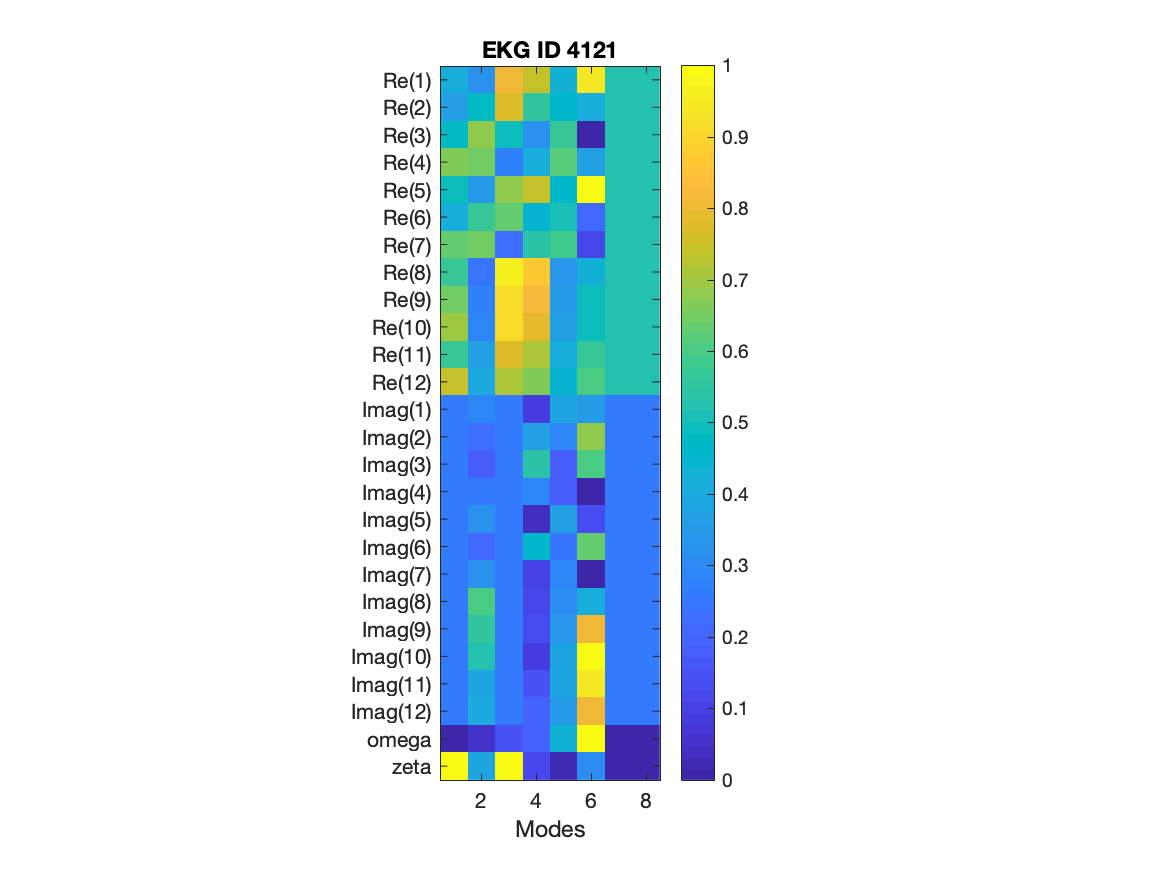 EKG ID 4121
Re(1)
Re(2)
Re(3)
Re(4)
Re(5)
Re(6)
Re(7)
Re(8)
Re(9)
Re(10)
Re(11)
Re(12)
Imag(1)
Imag(2)
Imag(3)
Imag(4)
Imag(5)
Imag(6)
Imag(7)
Imag(8)
Imag(9)
Imag(10)
Imag(11)
Imag(12)
omega
zeta
2 4 6 8
Modes
1
0.9
0.8
0.7
0.6
0.5
0.4
0.3
0.2
0.1
0